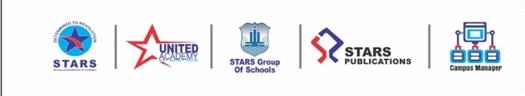 DETERMINED TO REVOLUTION
STARS
UNITED
ACADEMY
STARS Group
Of Schools
STARS
PUBLICATIONS
Campus Manager